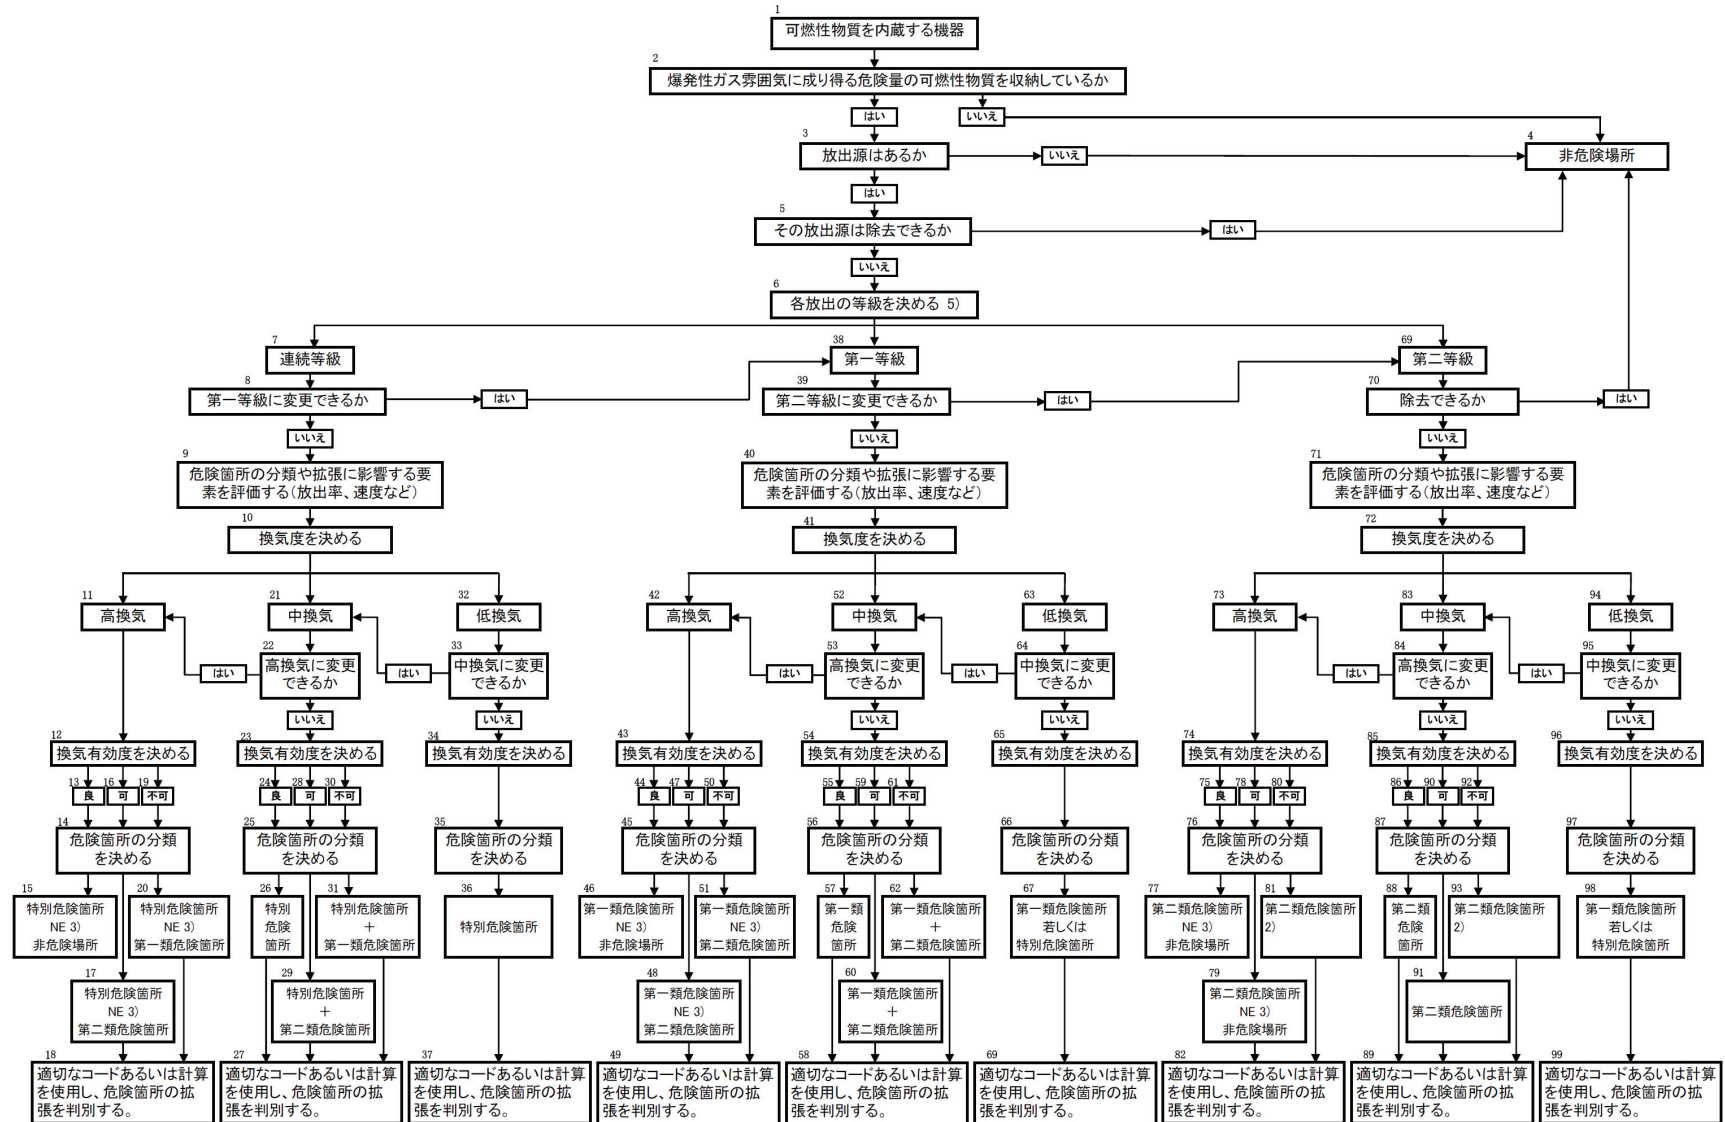 1
可燃性物質を内蔵する機器
2
爆発性ガス雰囲気に成り得る危険量の可燃性物質を収納しているか
はい
いいえ
3
放出源はあるか
いいえ
4
非危険場所
はい
5
その放出源は除去できるか
はい
いいえ
6
各放出の等級を決める 5)
7
連続等級
38
第一等級
69
第二等級
8
第一等級に変更できるか
はい
39
第二等級に変更できるか
はい
70
除去できるか
はい
いいえ
いいえ
いいえ
9
危険箇所の分類や拡張に影響する要
素を評価する(放出率、速度など)
40
危険箇所の分類や拡張に影響する要
素を評価する(放出率、速度など)
71
危険箇所の分類や拡張に影響する要
素を評価する(放出率、速度など)
10
換気度を決める
41
換気度を決める
72
換気度を決める
11
高換気
21
中換気
32
低換気
42
高換気
52
中換気
63
低換気
73
高換気
83
中換気
94
低換気
はい
22
高換気に変更
できるか
はい
33
中換気に変更
できるか
はい
53
高換気に変更
できるか
はい
64
中換気に変更
できるか
はい
84
高換気に変更
できるか
はい
95
中換気に変更
できるか
いいえ
いいえ
いいえ
いいえ
いいえ
いいえ
12
換気有効度を決める
23
換気有効度を決める
34
換気有効度を決める
43
換気有効度を決める
54
換気有効度を決める
65
換気有効度を決める
74
換気有効度を決める
85
換気有効度を決める
96
換気有効度を決める
13
良
16
可
19
不可
24
良
28
可
30
不可
44
良
47
可
50
不可
55
良
59
可
61
不可
75
良
78
可
80
不可
86
良
90
可
92
不可
14
危険箇所の分類
を決める
25
危険箇所の分類
を決める
35
危険箇所の分類
を決める
45
危険箇所の分類
を決める
56
危険箇所の分類
を決める
66
危険箇所の分類
を決める
76
危険箇所の分類
を決める
87
危険箇所の分類
を決める
97
危険箇所の分類
を決める
15
特別危険箇所
NE 3)
非危険場所
20
特別危険箇所
NE 3)
第一類危険箇所
26
特別
危険
箇所
31
特別危険箇所
+
第一類危険箇所
36
特別危険箇所
46
第一類危険箇所
NE 3)
非危険場所
51
第一類危険箇所
NE 3)
第二類危険箇所
57
第一類
危険
箇所
62
第一類危険箇所
+
第二類危険箇所
67
第一類危険箇所
若しくは
特別危険箇所
77
第二類危険箇所
NE 3)
非危険場所
81
第二類危険箇所
2)
88
第二類
危険
箇所
93
第二類危険箇所
2)
98
第一類危険箇所
若しくは
特別危険箇所
17
特別危険箇所
NE 3)
第二類危険箇所
29
特別危険箇所
+
第二類危険箇所
48
第一類危険箇所
NE 3)
第二類危険箇所
60
第一類危険箇所
+
第二類危険箇所
79
第二類危険箇所
NE 3)
非危険場所
91
第二類危険箇所
18
適切なコードあるいは計算
を使用し、危険箇所の拡
張を判別する。
27
適切なコードあるいは計算
を使用し、危険箇所の拡
張を判別する。
37
適切なコードあるいは計算
を使用し、危険箇所の拡
張を判別する。
49
適切なコードあるいは計算
を使用し、危険箇所の拡
張を判別する。
58
適切なコードあるいは計算
を使用し、危険箇所の拡
張を判別する。
69
適切なコードあるいは計算
を使用し、危険箇所の拡
張を判別する。
82
適切なコードあるいは計算
を使用し、危険箇所の拡
張を判別する。
89
適切なコードあるいは計算
を使用し、危険箇所の拡
張を判別する。
99
適切なコードあるいは計算
を使用し、危険箇所の拡
張を判別する。